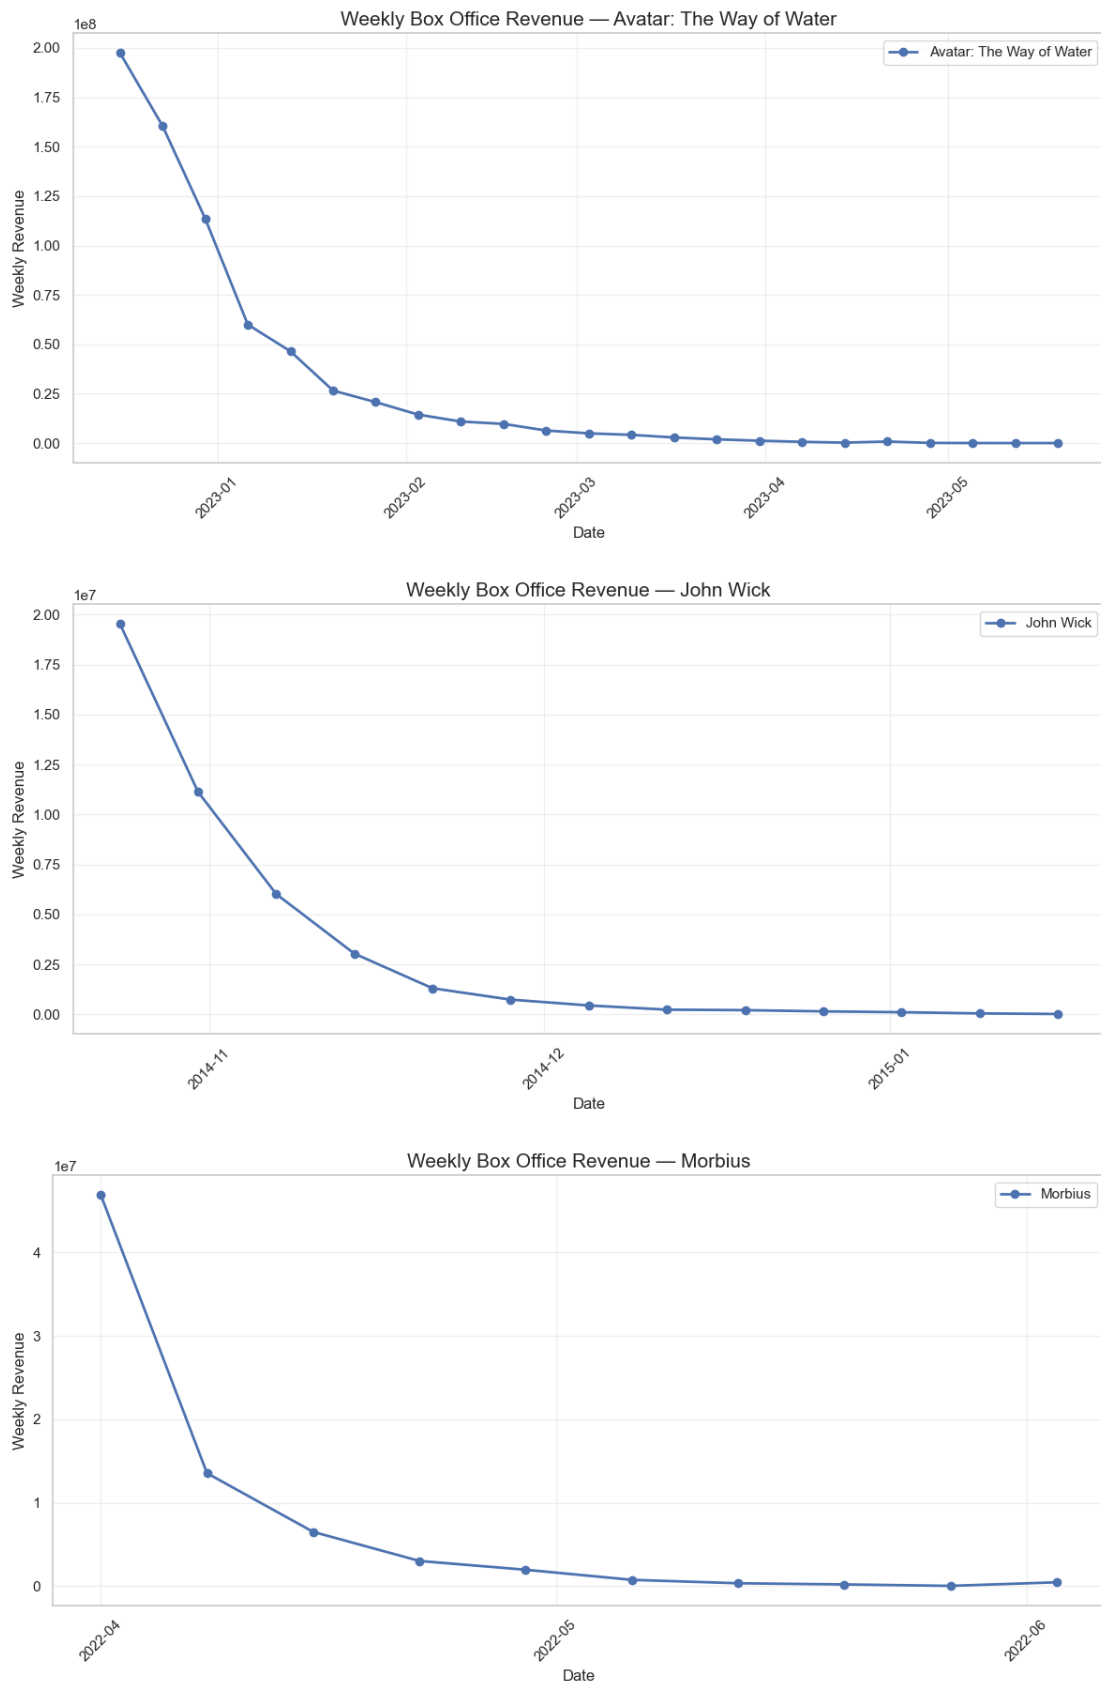 Weekly Box Office Revenue — Avatar: The Way of Water
1e8
Avatar: The Way of Water
2.00
1.75
1.50
1.25
1.00
0.75
0.50
0.25
0.00
Weekly Revenue
2023-01
2023-02
2023-03
2023-04
2023-05
Date
Weekly Box Office Revenue — John Wick
1e7
John Wick
2.00
1.75
1.50
1.25
1.00
0.75
0.50
0.25
0.00
Weekly Revenue
2014-11
2014-12
2015-01
Date
Weekly Box Office Revenue — Morbius
1e7
Morbius
4
3
2
1
0
Weekly Revenue
2022-04
2022-05
2022-06
Date